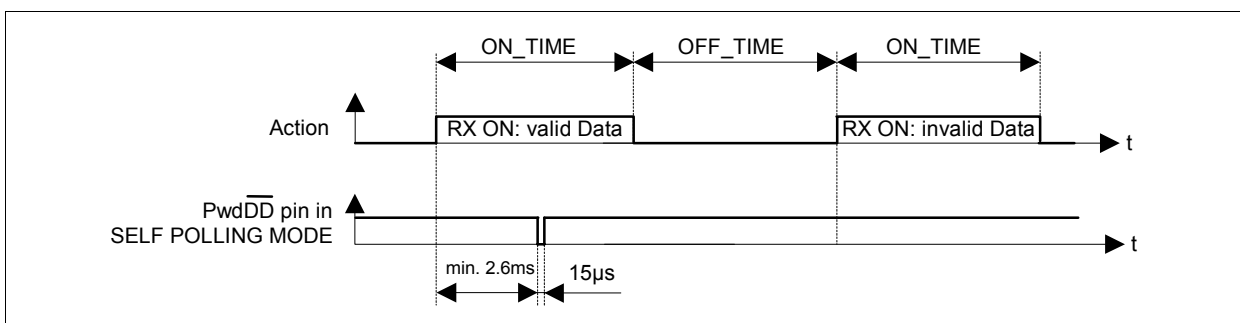 ON_TIME OFF_TIME ON_TIME
Action RX ON: valid Data RX ON: invalid Data t
PwdDD pin in
SELF POLLING MODE t
min. 2.6ms 15µs